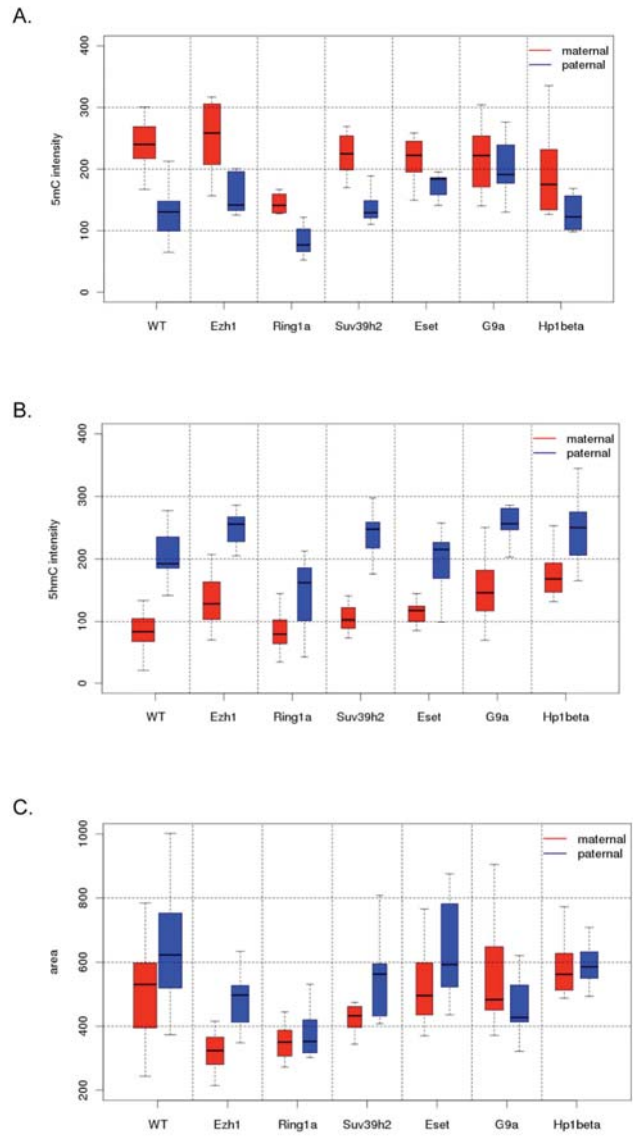 A.
400
300
200
100
0
5mC intensity
maternal
paternal
WT Ezh1 Ring1a Suv39h2 Eset G9a Hp1beta
B.
400
300
200
100
0
5hmC intensity
maternal
paternal
WT Ezh1 Ring1a Suv39h2 Eset G9a Hp1beta
C.
1000
800
600
400
200
area
maternal
paternal
WT Ezh1 Ring1a Suv39h2 Eset G9a Hp1beta